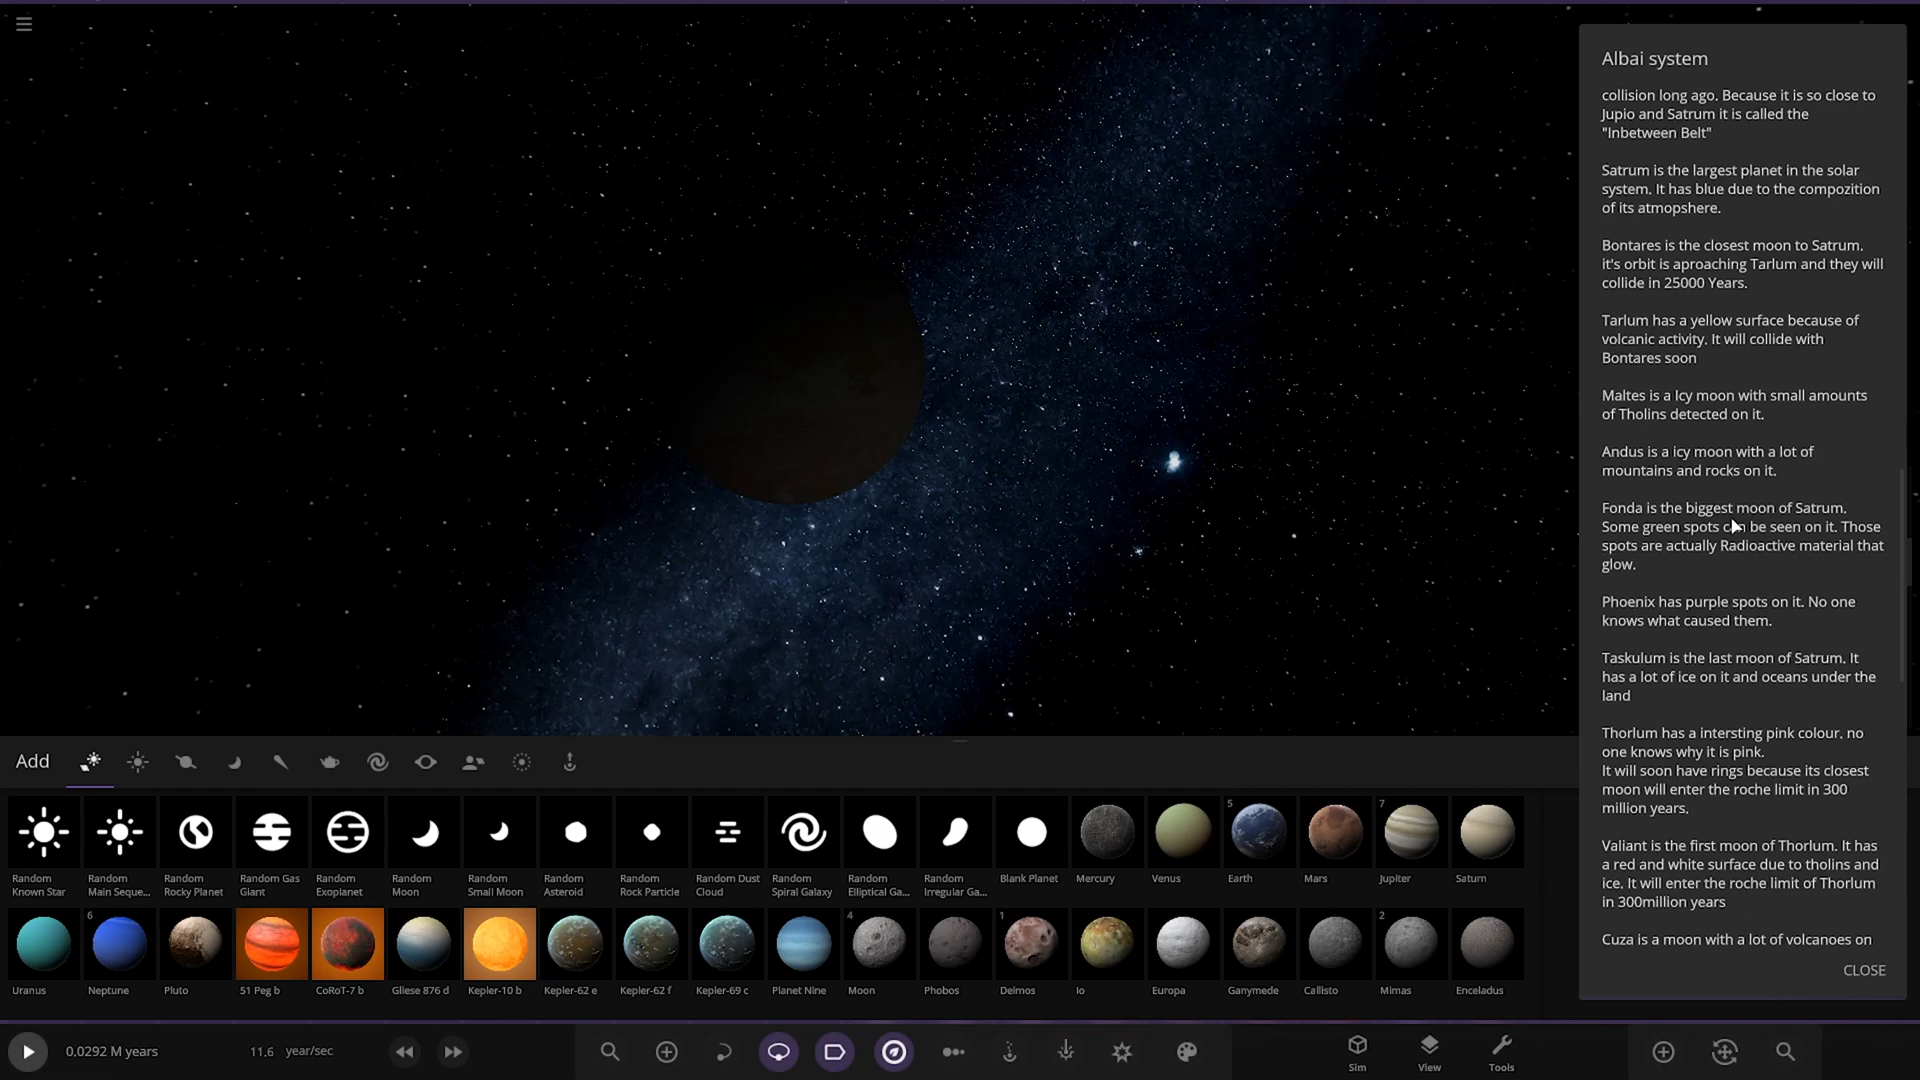 Albai system
collision long ago. Because it is so close to
Jupio and Satrum it is called the
"Inbetween Belt"
Satrum is the largest planet in the solar
system. It has blue due to the compozition
of its atmopshere.
Bontares is the closest moon to Satrum.
it's orbit is aproaching Tarlum and they will
collide in 25000 Years.
Tarlum has a yellow surface because of
volcanic activity. It will collide with
Bontares soon
Maltes is a Icy moon with small amounts
of Tholins detected on it.
Andus is a icy moon with a lot of
mountains and rocks on it.
Fonda is the biggest moon of Satrum.
Some green spots can be seen on it. Those
spots are actually Radioactive material that
glow.
Phoenix has purple spots on it. No one
knows what caused them.
Taskulum is the last moon of Satrum. It
has a lot of ice on it and oceans under the
land
Thorlum has a intersting pink colour, no
one knows why it is pink.
It will soon have rings because its closest
moon will enter the roche limit in 300
million years.
Valiant is the first moon of Thorlum. It has
a red and white surface due to tholins and
ice. It will enter the roche limit of Thorlum
in 300million years
Cuza is a moon with a lot of volcanoes on
CLOSE
Add
5 7
Random Known Star
Random Main Seque...
Random Rocky Planet
Random Gas Giant
Random Exoplanet
Random Moon
Random Small Moon
Random Asteroid
Random Rock Particle
Random Dust Cloud
Random Spiral Galaxy
Random Elliptical Ga...
Random Irregular Ga...
Blank Planet
Mercury
Venus
Earth
Mars
Jupiter
Saturn
6 4 1 2
Uranus Neptune Pluto 51 Peg b CoRoT-7 b Gliese 876 d Kepler-10 b Kepler-62 e Kepler-62 f Kepler-69 c Planet Nine Moon Phobos Deimos Io Europa Ganymede Callisto Mimas Enceladus
0.0292 M years 11.6 year/sec Sim View Tools